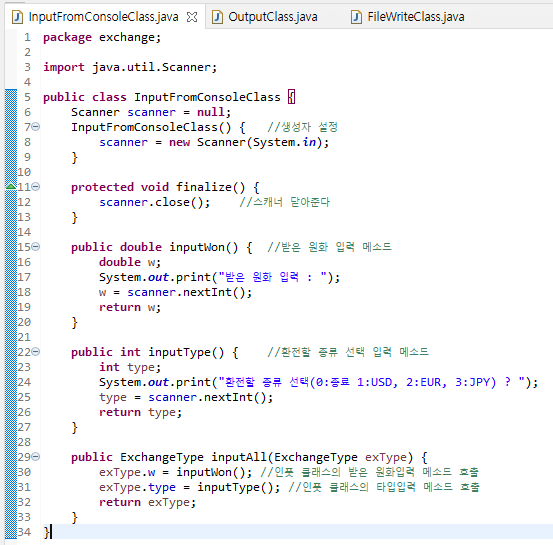 InputFromConsoleClass.java OutputClass.java FileWriteClass.java
1 package exchange;
2
3 import java.util.Scanner;
4
5 public class InputFromConsoleClass {
6 Scanner scanner = null;
7 InputFromConsoleClass() { //생성자 설정
8 scanner = new Scanner(System.in);
9 }
10
11 protected void finalize() {
12 scanner.close(); //스캐너 닫아준다
13 }
14
15 public double inputWon() { //받은 원화 입력 메소드
16 double w;
17 System.out.print("받은 원화 입력 : ");
18 w = scanner.nextInt();
19 return w;
20 }
21
22 public int inputType() { //환전할 종류 선택 입력 메소드
23 int type;
24 System.out.print("환전할 종류 선택(0:종료 1:USD, 2:EUR, 3:JPY) ? ");
25 type = scanner.nextInt();
26 return type;
27 }
28
29 public ExchangeType inputAll(ExchangeType exType) {
30 exType.w = inputWon(); //인풋 클래스의 받은 원화입력 메소드 호출
31 exType.type = inputType(); //인풋 클래스의 타입입력 메소드 호출
32 return exType;
33 }
34 }